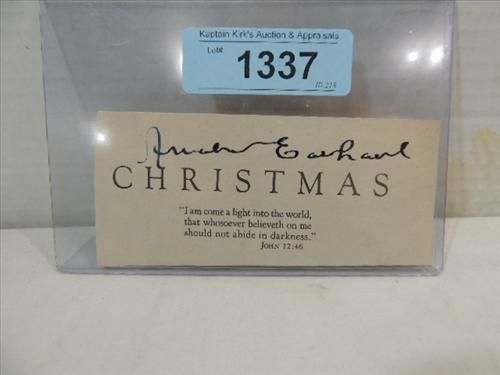 Kaptain Kirk's Auction & Appraisals
Lot#
1337
Amelia Earhart
CHRISTMAS
"I am come a light into the world,
that whosoever believeth on me
should not abide in darkness."
JOHN 12:46